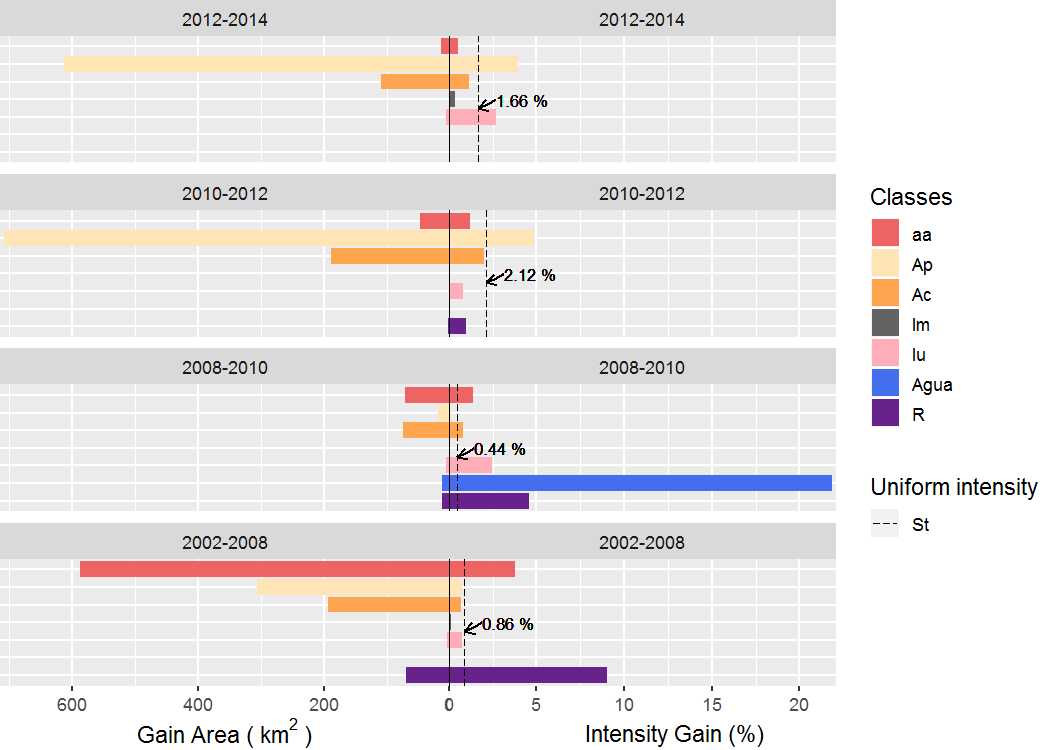 2012-2014 2012-2014
1.66 %
2010-2012 2010-2012
2.12 %
2008-2010 2008-2010
0.44 %
2002-2008 2002-2008
0.86 %
600 400 200 0 5 10 15 20
Gain Area ( km2 ) Intensity Gain (%)
Classes
aa
Ap
Ac
Im
Iu
Agua
R
Uniform intensity
St